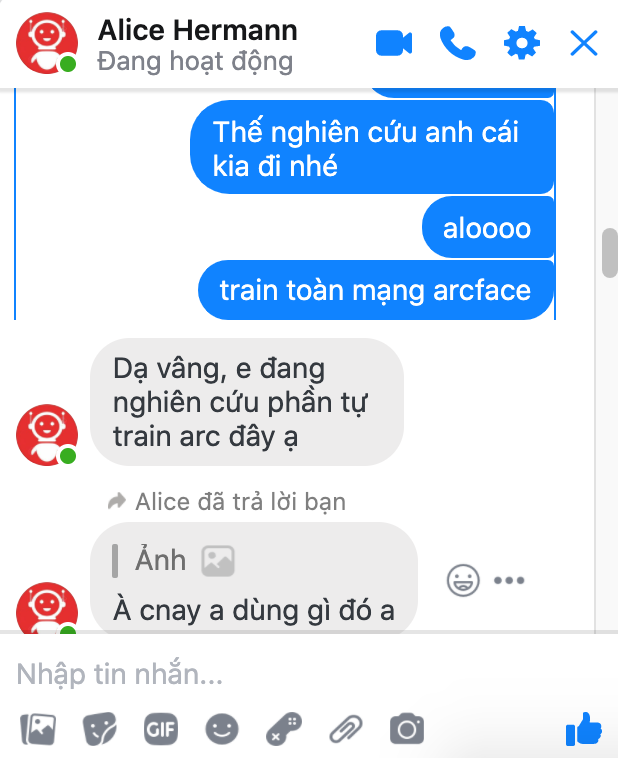 Alice Hermann
Đang hoạt động
Thế nghiên cứu anh cái
kia đi nhé
aloooo
train toàn mạng arcface
Dạ vâng, e đang
nghiên cứu phần tự
train arc đây ạ
Alice đã trả lời bạn
Ảnh
À cnay a dùng gì đó a
Nhập tin nhắn...
GIF